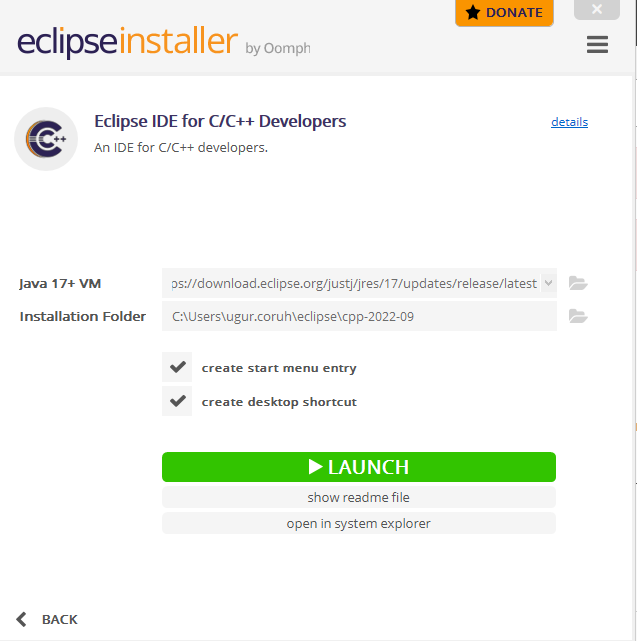 DONATE
eclipseinstaller by Oomph
Eclipse IDE for C/C++ Developers
details
An IDE for C/C++ developers.
Java 17+ VM
ps://download.eclipse.org/justj/jres/17/updates/release/latest
Installation Folder
C:\Users\ugur.coruh\eclipse\cpp-2022-09
create start menu entry
create desktop shortcut
LAUNCH
show readme file
open in system explorer
BACK